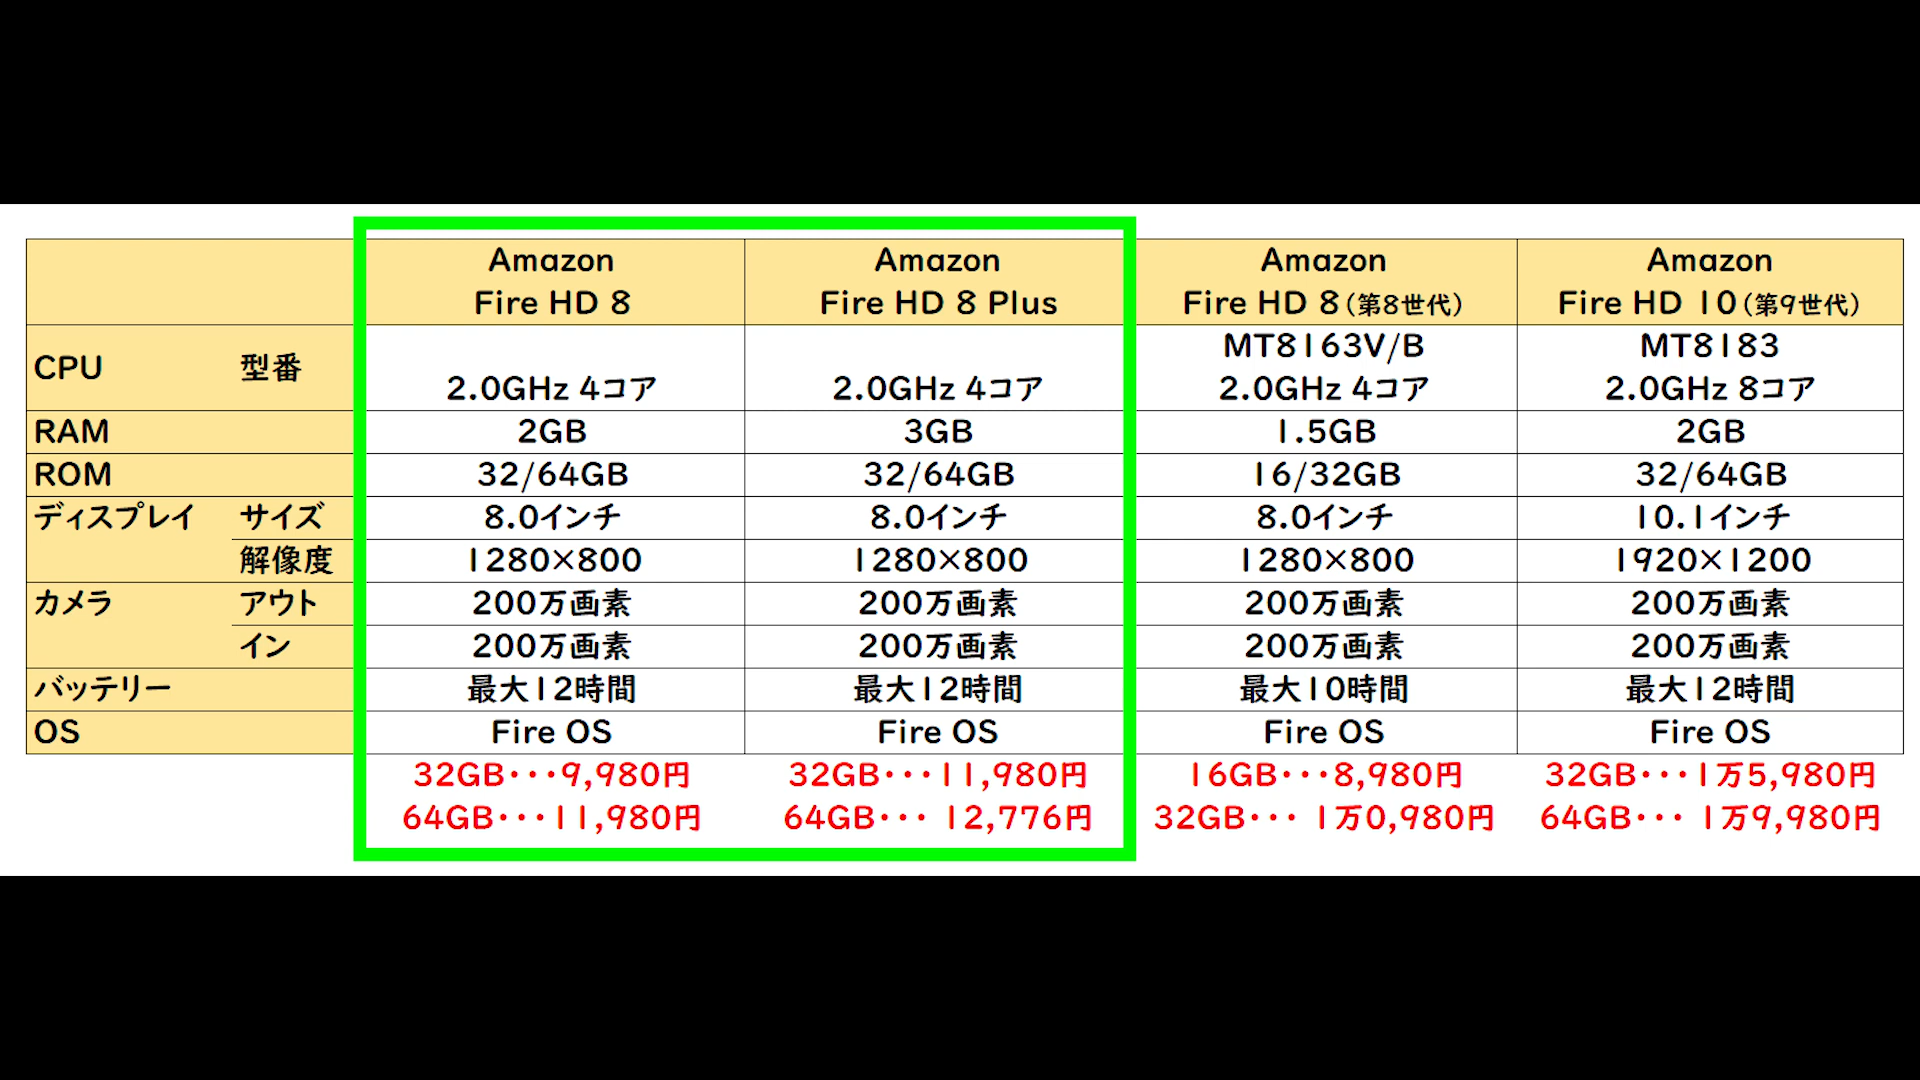 Amazon Amazon Amazon Amazon
Fire HD 8 Fire HD 8 Plus Fire HD 8(第8世代) Fire HD 10(第9世代)
MT8163V/B MT8183
CPU 型番
2.0GHz 4コア 2.0GHz 4コア 2.0GHz 4コア 2.0GHz 8コア
RAM 2GB 3GB 1.5GB 2GB
ROM 32/64GB 32/64GB 16/32GB 32/64GB
ディスプレイ サイズ 8.0インチ 8.0インチ 8.0インチ 10.1インチ
解像度 1280×800 1280×800 1280×800 1920×1200
カメラ アウト 200万画素 200万画素 200万画素 200万画素
イン 200万画素 200万画素 200万画素 200万画素
バッテリー 最大12時間 最大12時間 最大10時間 最大12時間
OS Fire OS Fire OS Fire OS Fire OS
32GB・・・9,980円 32GB・・・11,980円 16GB・・・8,980円 32GB・・・1万5,980円
64GB・・・11,980円 64GB・・・ 12,776円 32GB・・・ 1万0,980円 64GB・・・ 1万9,980円